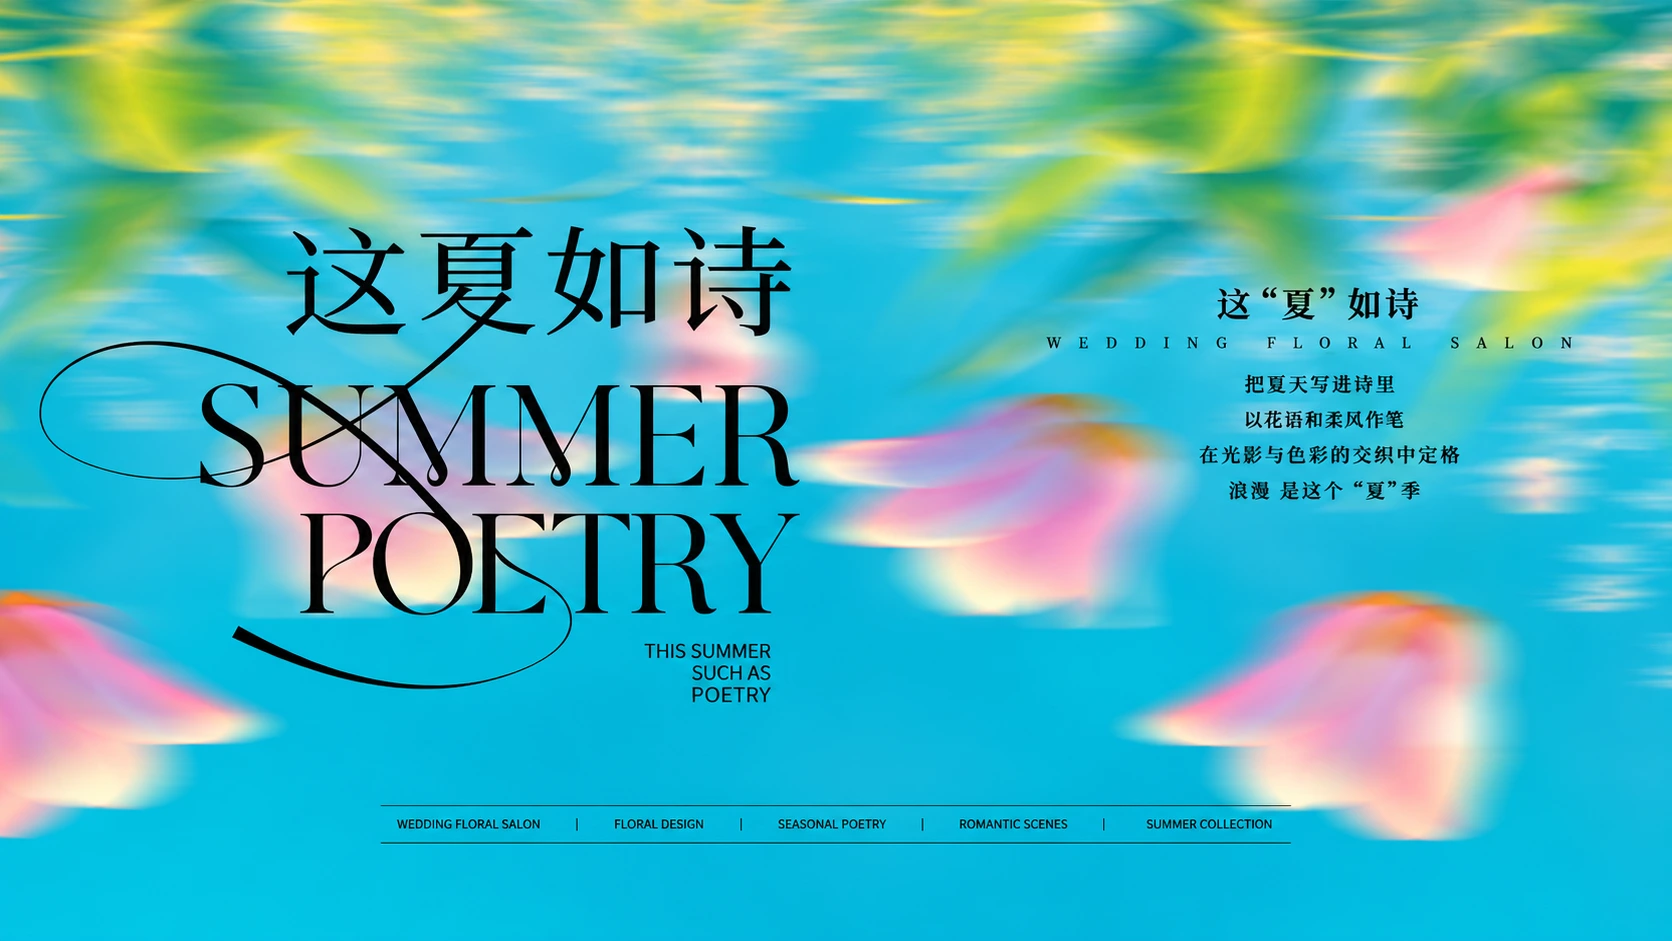 这夏如诗
SUMMER
POETRY
THIS SUMMER
SUCH AS
POETRY
这“夏”如诗
WEDDING FLORAL SALON
把夏天写进诗里
以花语和柔风作笔
在光影与色彩的交织中定格
浪漫 是这个“夏”季
WEDDING FLORAL SALON | FLORAL DESIGN | SEASONAL POETRY | ROMANTIC SCENES | SUMMER COLLECTION